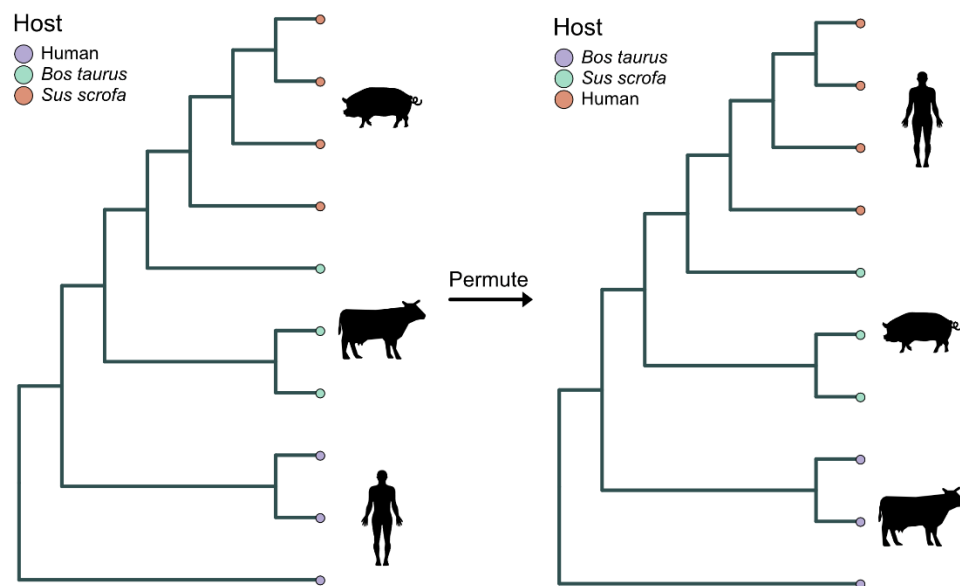 Host
Human
Bos taurus
Sus scrofa
Permute
Host
Bos taurus
Sus scrofa
Human